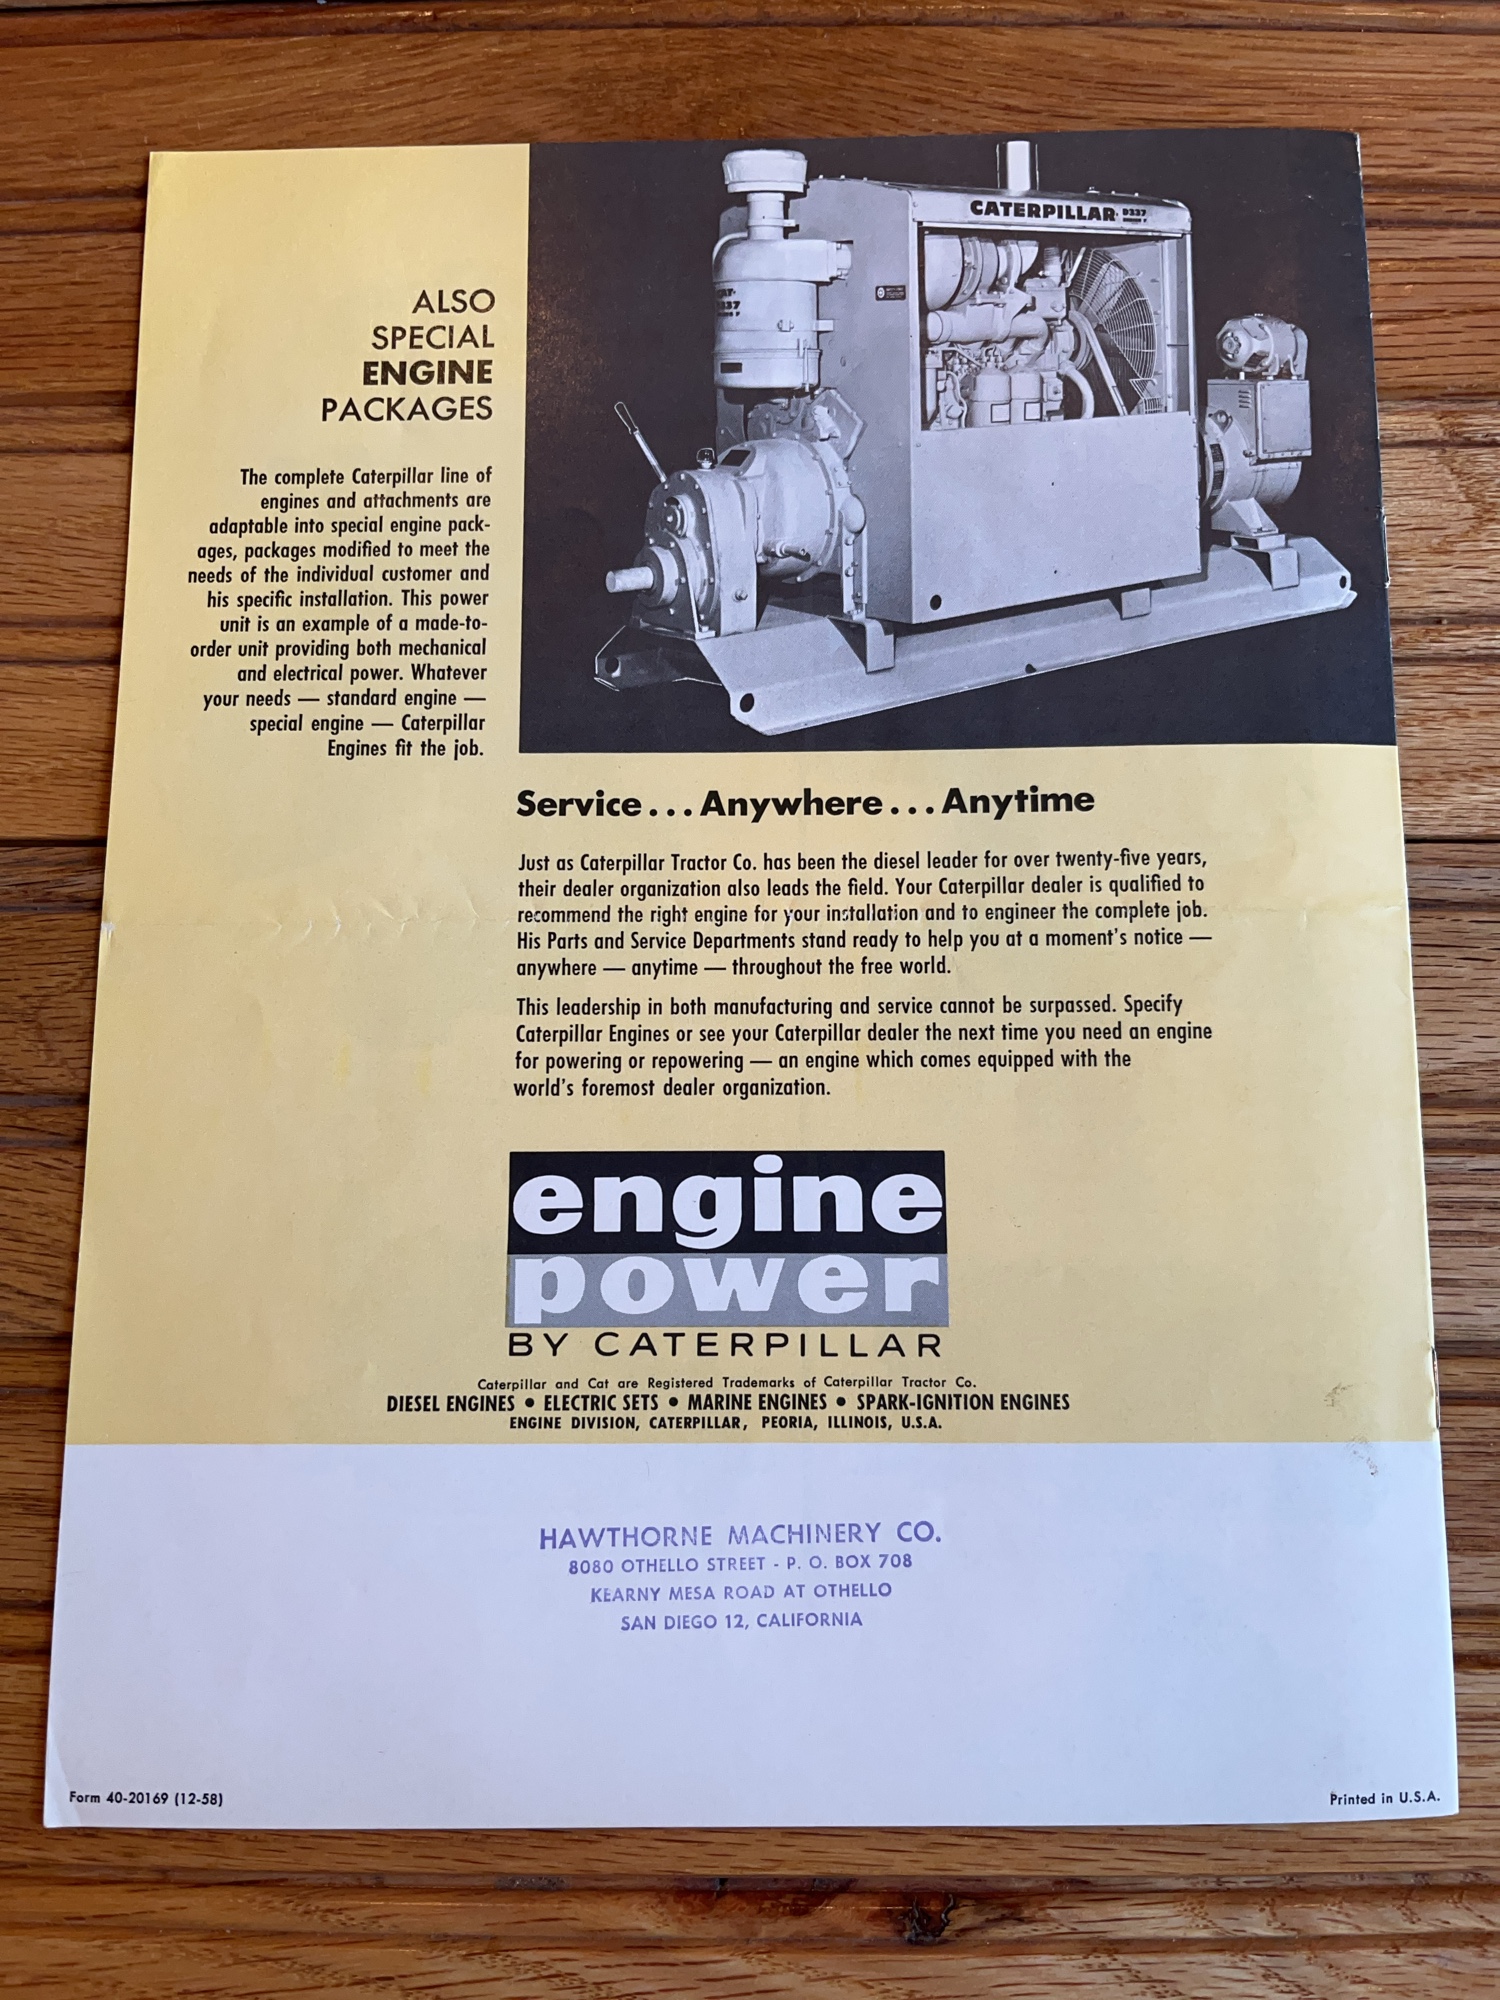 ALSO
SPECIAL
ENGINE
PACKAGES
The complete Caterpillar line of
engines and attachments are
adaptable into special engine pack-
ages, packages modified to meet the
needs of the individual customer and
his specific installation. This power
unit is an example of a made-to-
order unit providing both mechanical
and electrical power. Whatever
your needs — standard engine —
special engine — Caterpillar
Engines fit the job.
CATERPILLAR D337
SERIES F
CAT
D337
SERIES F
Service...Anywhere...Anytime
Just as Caterpillar Tractor Co. has been the diesel leader for over twenty-five years,
their dealer organization also leads the field. Your Caterpillar dealer is qualified to
recommend the right engine for your installation and to engineer the complete job.
His Parts and Service Departments stand ready to help you at a moment's notice —
anywhere — anytime — throughout the free world.
This leadership in both manufacturing and service cannot be surpassed. Specify
Caterpillar Engines or see your Caterpillar dealer the next time you need an engine
for powering or repowering — an engine which comes equipped with the
world's foremost dealer organization.
engine
power
BY CATERPILLAR
Caterpillar and Cat are Registered Trademarks of Caterpillar Tractor Co.
DIESEL ENGINES • ELECTRIC SETS • MARINE ENGINES • SPARK-IGNITION ENGINES
ENGINE DIVISION, CATERPILLAR, PEORIA, ILLINOIS, U.S.A.
HAWTHORNE MACHINERY CO.
8080 OTHELLO STREET - P. O. BOX 708
KEARNY MESA ROAD AT OTHELLO
SAN DIEGO 12, CALIFORNIA
Form 40-20169 (12-58)
Printed in U.S.A.